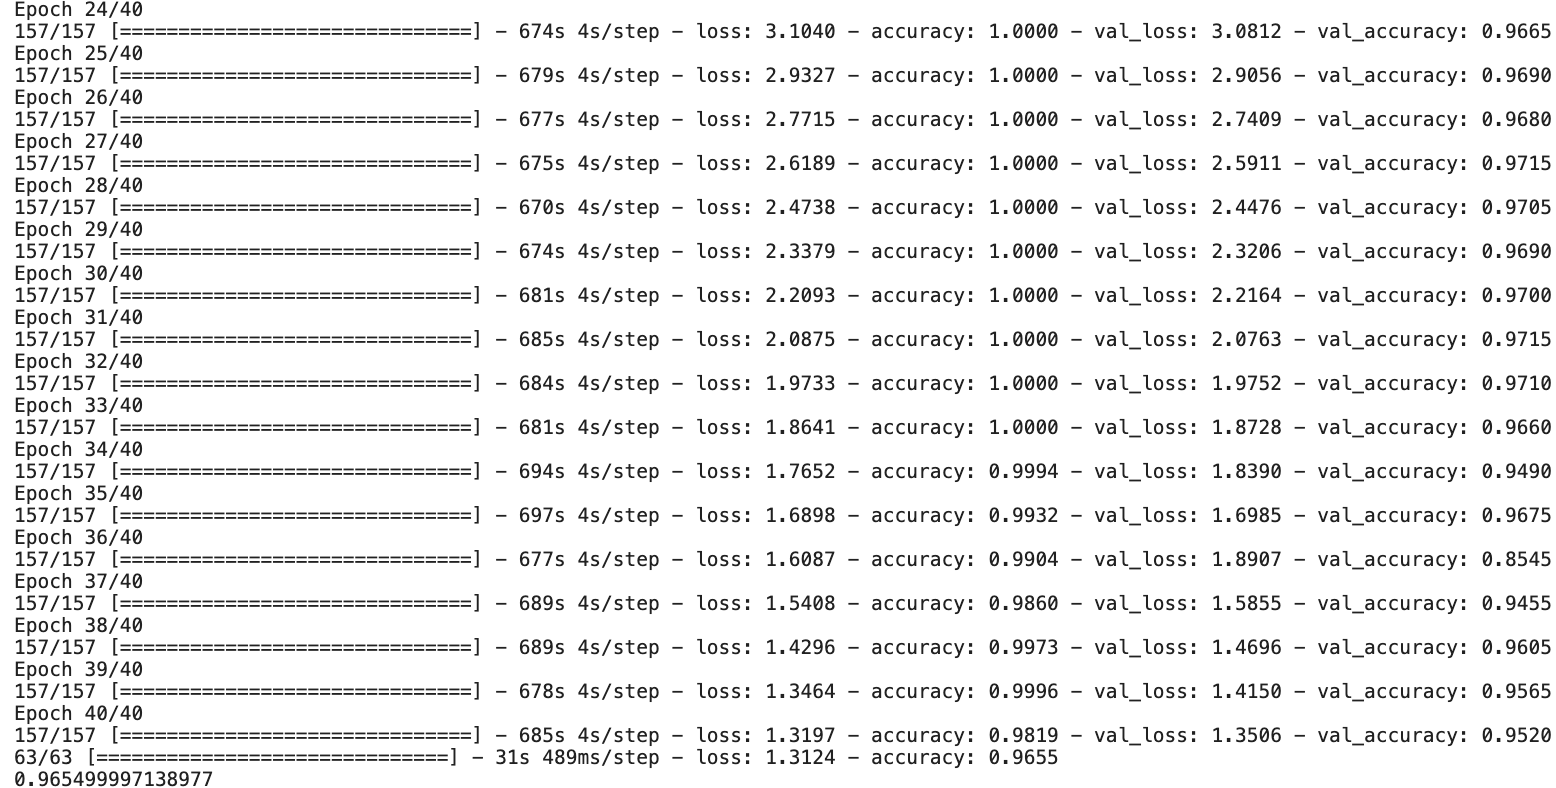 Epoch 24/40
157/157 [==============================] - 674s 4s/step - loss: 3.1040 - accuracy: 1.0000 - val_loss: 3.0812 - val_accuracy: 0.9665
Epoch 25/40
157/157 [==============================] - 679s 4s/step - loss: 2.9327 - accuracy: 1.0000 - val_loss: 2.9056 - val_accuracy: 0.9690
Epoch 26/40
157/157 [==============================] - 677s 4s/step - loss: 2.7715 - accuracy: 1.0000 - val_loss: 2.7409 - val_accuracy: 0.9680
Epoch 27/40
157/157 [==============================] - 675s 4s/step - loss: 2.6189 - accuracy: 1.0000 - val_loss: 2.5911 - val_accuracy: 0.9715
Epoch 28/40
157/157 [==============================] - 670s 4s/step - loss: 2.4738 - accuracy: 1.0000 - val_loss: 2.4476 - val_accuracy: 0.9705
Epoch 29/40
157/157 [==============================] - 674s 4s/step - loss: 2.3379 - accuracy: 1.0000 - val_loss: 2.3206 - val_accuracy: 0.9690
Epoch 30/40
157/157 [==============================] - 681s 4s/step - loss: 2.2093 - accuracy: 1.0000 - val_loss: 2.2164 - val_accuracy: 0.9700
Epoch 31/40
157/157 [==============================] - 685s 4s/step - loss: 2.0875 - accuracy: 1.0000 - val_loss: 2.0763 - val_accuracy: 0.9715
Epoch 32/40
157/157 [==============================] - 684s 4s/step - loss: 1.9733 - accuracy: 1.0000 - val_loss: 1.9752 - val_accuracy: 0.9710
Epoch 33/40
157/157 [==============================] - 681s 4s/step - loss: 1.8641 - accuracy: 1.0000 - val_loss: 1.8728 - val_accuracy: 0.9660
Epoch 34/40
157/157 [==============================] - 694s 4s/step - loss: 1.7652 - accuracy: 0.9994 - val_loss: 1.8390 - val_accuracy: 0.9490
Epoch 35/40
157/157 [==============================] - 697s 4s/step - loss: 1.6898 - accuracy: 0.9932 - val_loss: 1.6985 - val_accuracy: 0.9675
Epoch 36/40
157/157 [==============================] - 677s 4s/step - loss: 1.6087 - accuracy: 0.9904 - val_loss: 1.8907 - val_accuracy: 0.8545
Epoch 37/40
157/157 [==============================] - 689s 4s/step - loss: 1.5408 - accuracy: 0.9860 - val_loss: 1.5855 - val_accuracy: 0.9455
Epoch 38/40
157/157 [==============================] - 689s 4s/step - loss: 1.4296 - accuracy: 0.9973 - val_loss: 1.4696 - val_accuracy: 0.9605
Epoch 39/40
157/157 [==============================] - 678s 4s/step - loss: 1.3464 - accuracy: 0.9996 - val_loss: 1.4150 - val_accuracy: 0.9565
Epoch 40/40
157/157 [==============================] - 685s 4s/step - loss: 1.3197 - accuracy: 0.9819 - val_loss: 1.3506 - val_accuracy: 0.9520
63/63 [==============================] - 31s 489ms/step - loss: 1.3124 - accuracy: 0.9655
0.965499997138977